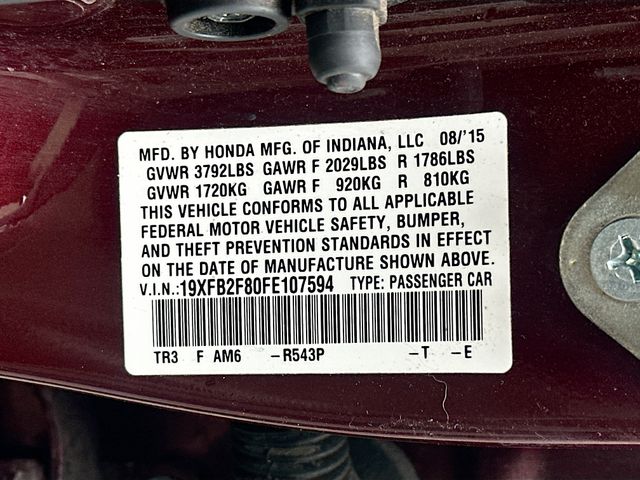 MFD. BY HONDA MFG. OF INDIANA, LLC 08/'15
GVWR 3792LBS GAWR F 2029LBS R 1786LBS
GVWR 1720KG GAWR F 920KG R 810KG
THIS VEHICLE CONFORMS TO ALL APPLICABLE
FEDERAL MOTOR VEHICLE SAFETY, BUMPER,
AND THEFT PREVENTION STANDARDS IN EFFECT
ON THE DATE OF MANUFACTURE SHOWN ABOVE.
V.I.N.:19XFB2F80FE107594 TYPE: PASSENGER CAR
TR3 F AM6 -R543P -T -E